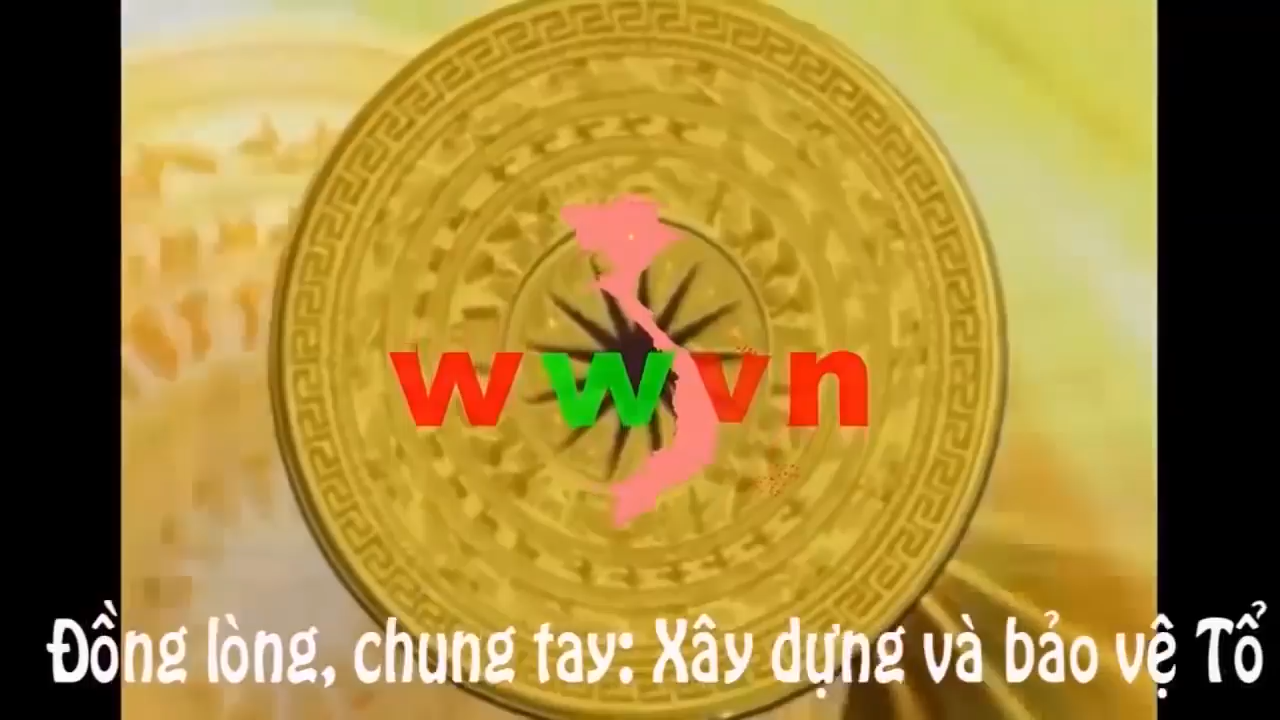 wwvn
Đồng lòng, chung tay: Xây dựng và bảo vệ Tổ